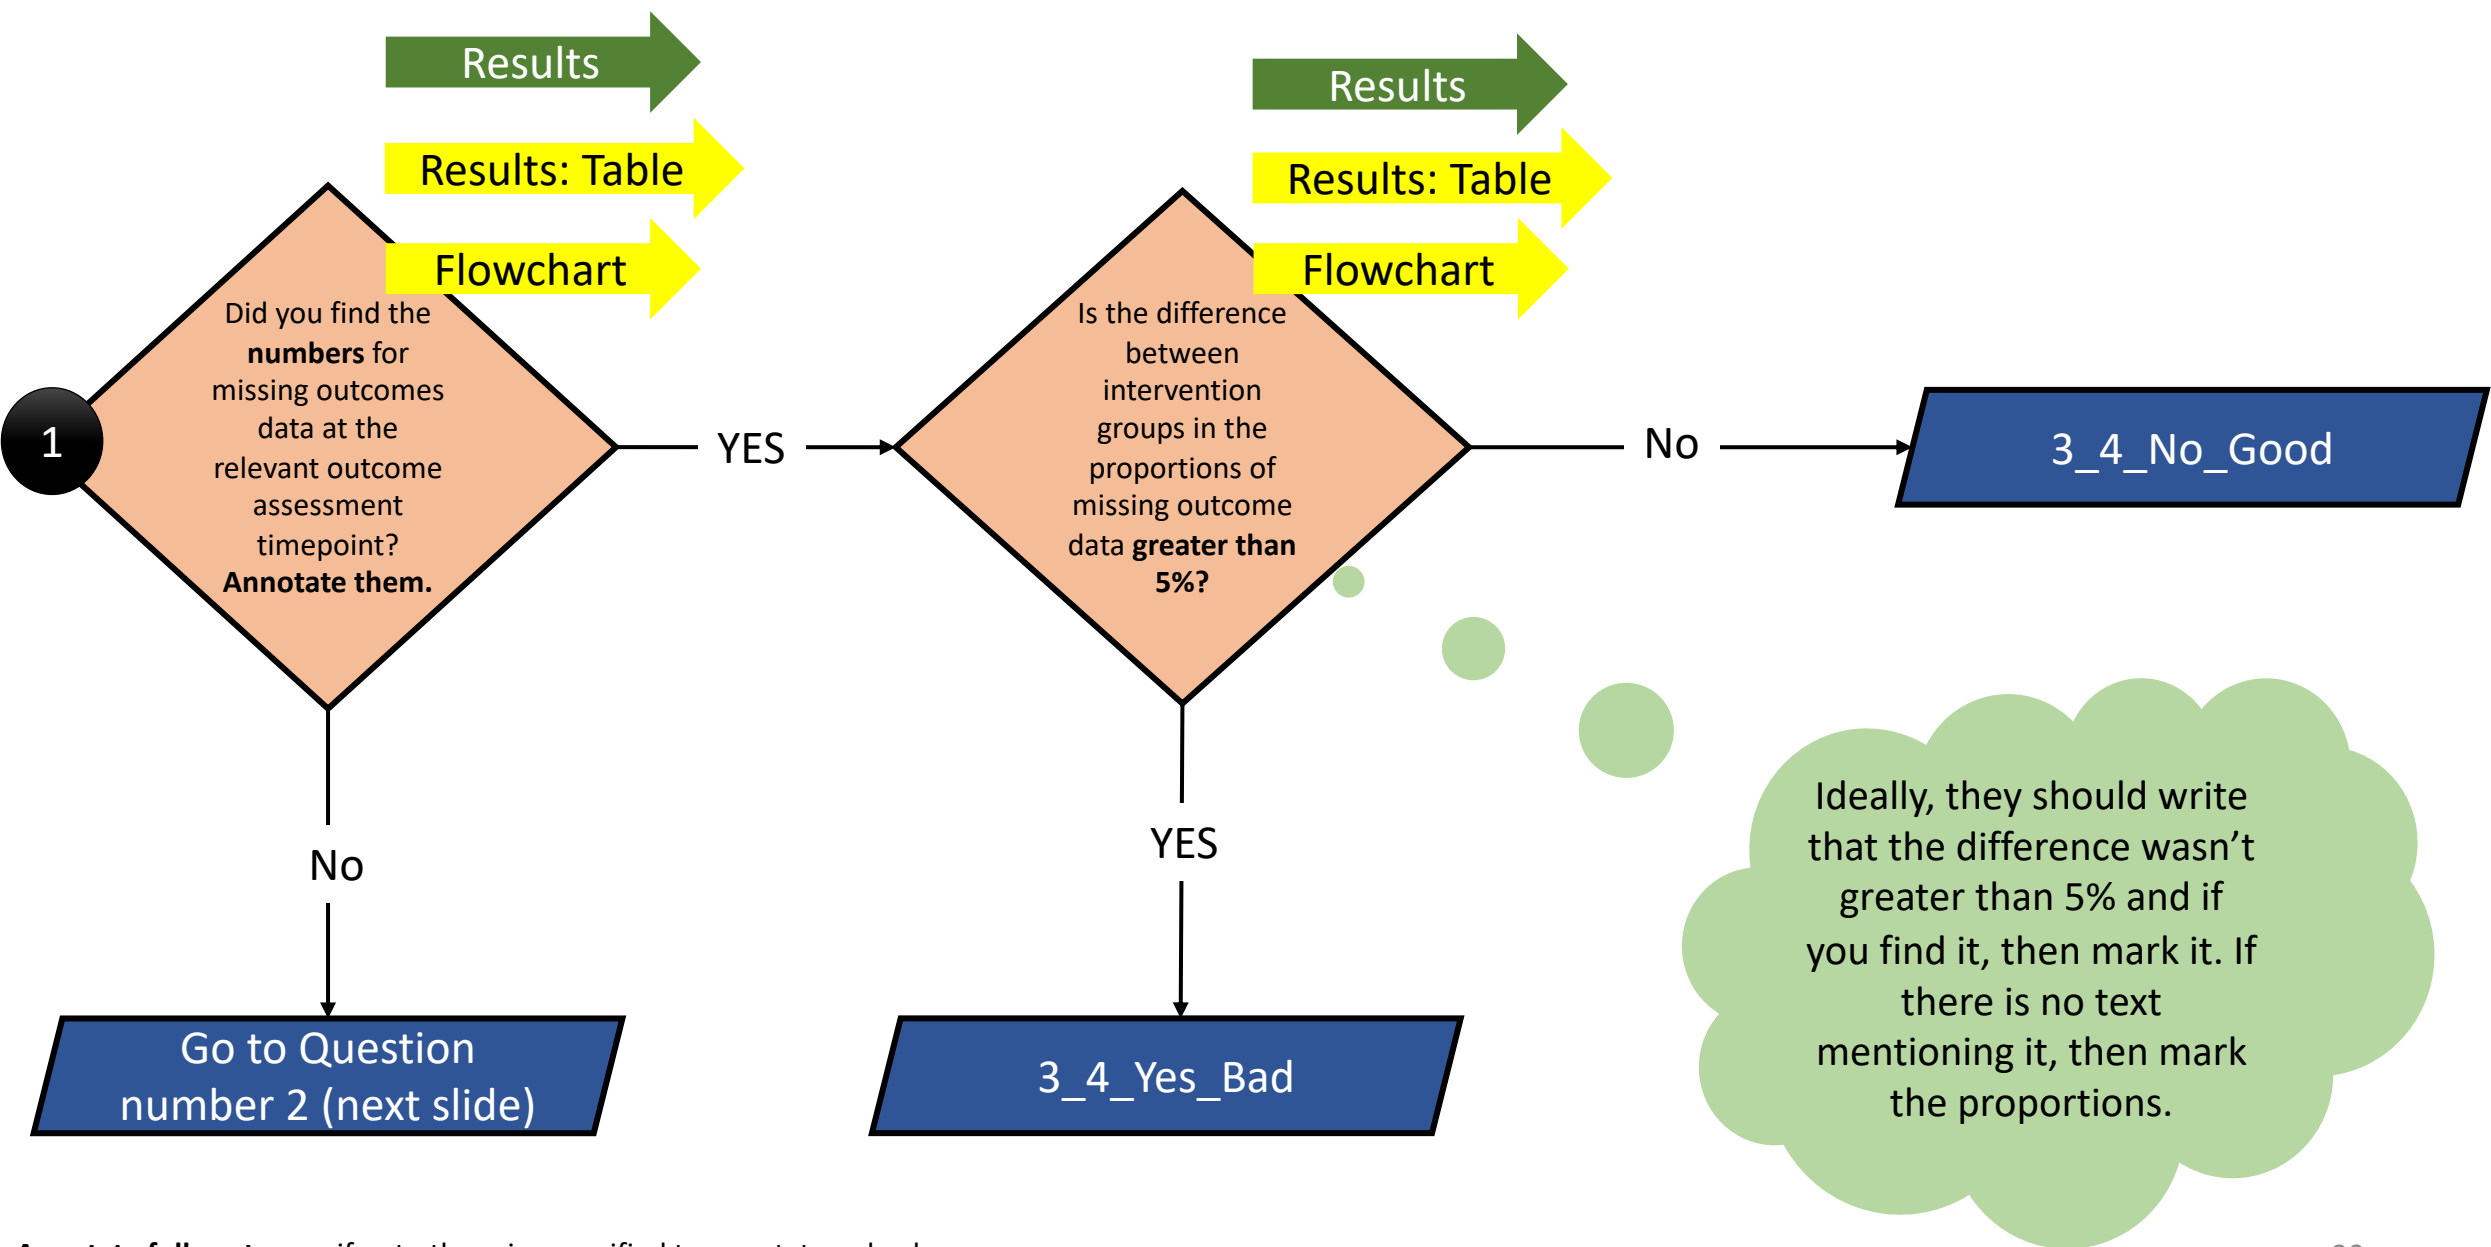 Results
Results: Table
Flowchart
Results
Results: Table
Flowchart
1
Did you find the
numbers for
missing outcomes
data at the
relevant outcome
assessment
timepoint?
Annotate them.
YES
Is the difference
between
intervention
groups in the
proportions of
missing outcome
data greater than
5%?
No
3_4_No_Good
No
YES
Go to Question
number 2 (next slide)
3_4_Yes_Bad
Ideally, they should write
that the difference wasn't
greater than 5% and if
you find it, then mark it. If
there is no text
mentioning it, then mark
the proportions.